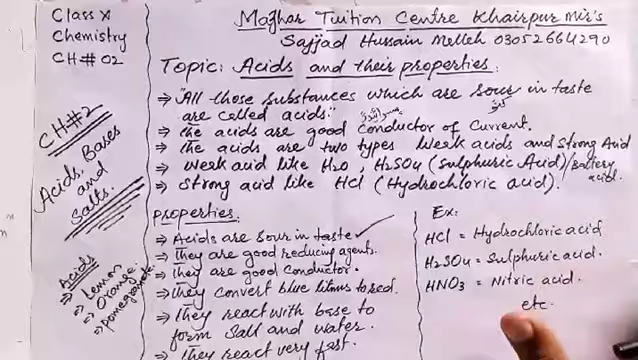 Class X
Chemistry
CH# 02
Mazhar Tuition Centre Khairpur Mir's
Sajjad Hussain Melleh 03052664290
Topic: Acids and their properties.
⇒ "All those substances which are sour in taste
are called acids."
⇒ the acids are good conductor of current.
⇒ the acids are two types weak acids and strong Acid
⇒ weak acid like H2O, H2SO4 (Sulphuric Acid)/Battery acid.
⇒ strong acid like HCl (Hydrochloric acid).
CH#2
Acids, Bases
and
Salts.
Acids
⇒ Lemon
⇒ Orange
⇒ Pomegranate
Properties:
⇒ Acids are sour in taste ✓
⇒ They are good reducing agents.
⇒ they are good conductor.
⇒ they convert blue litmus to red.
⇒ They react with base to
form Salt and water.
⇒ They react very fast.
Ex:
HCl = Hydrochloric acid
H2SO4 = Sulphuric acid.
HNO3 = Nitric acid.
etc.